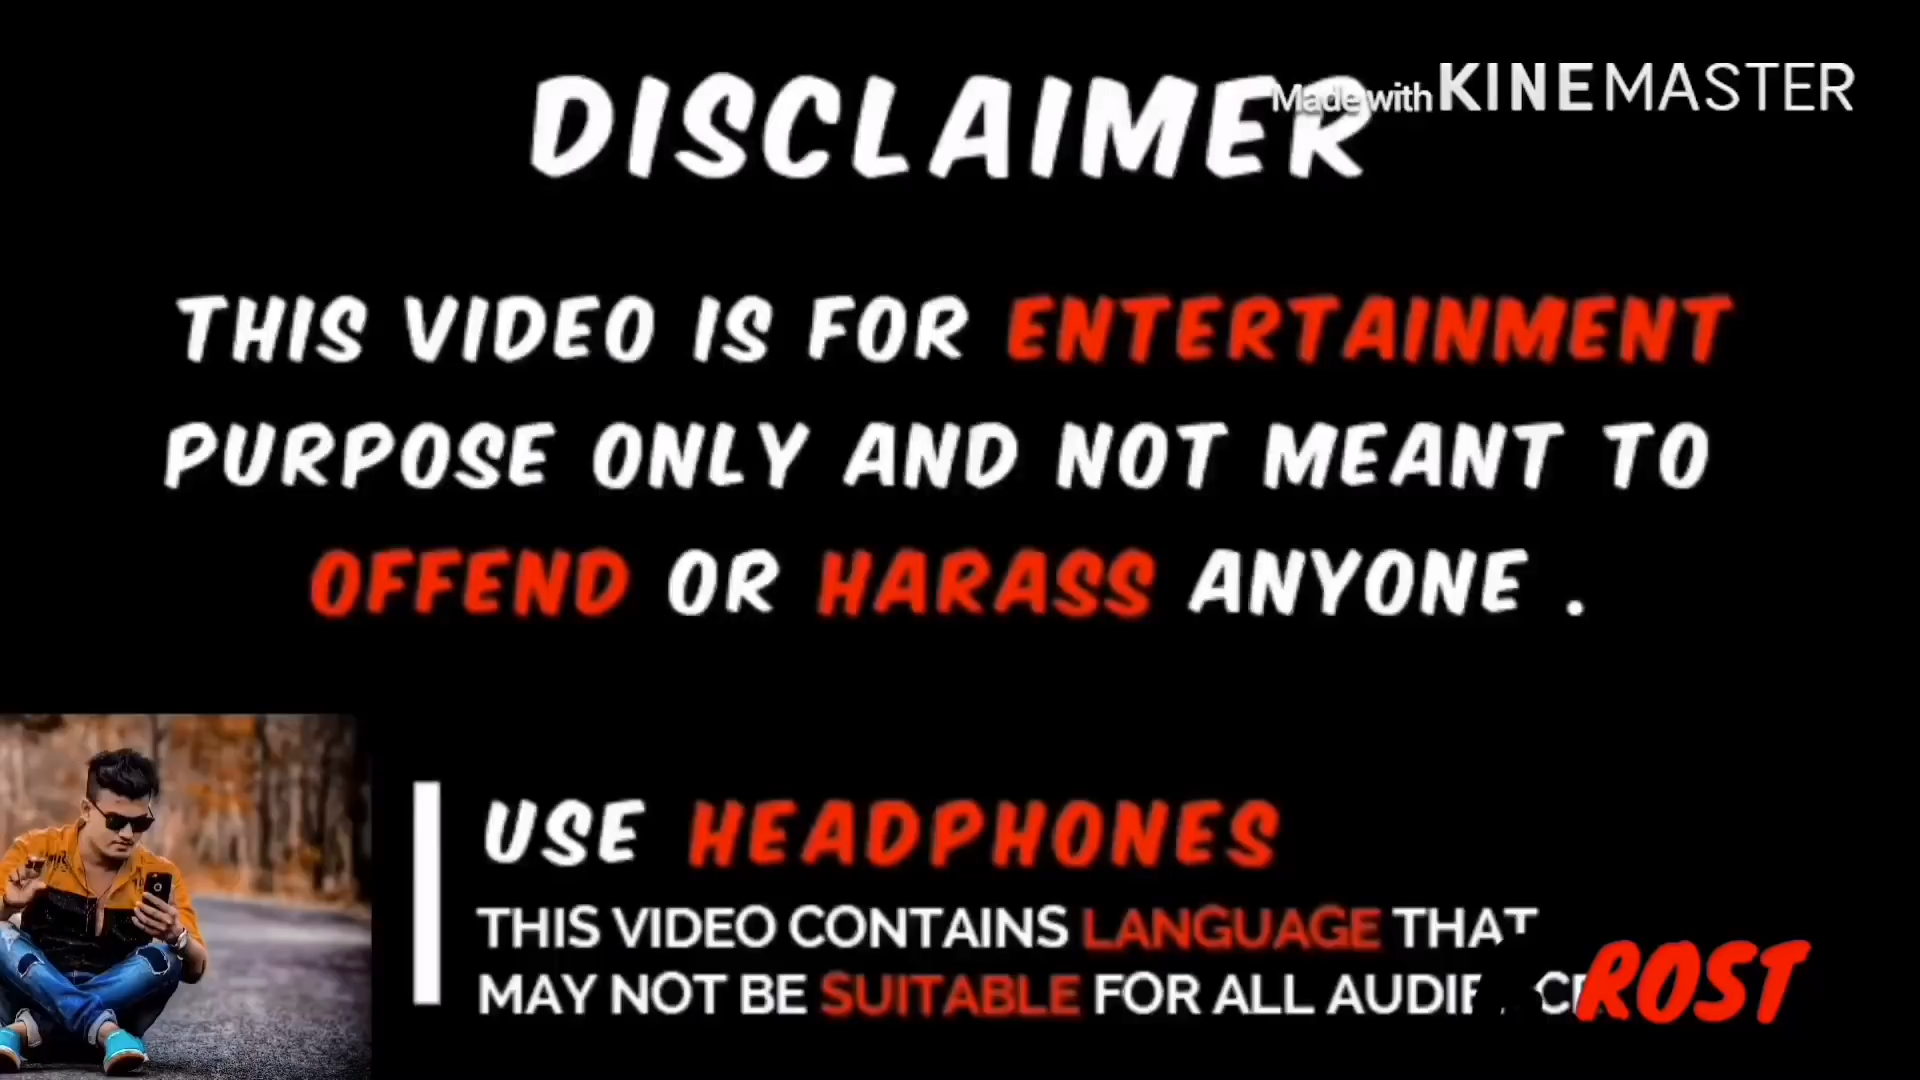 DISCLAIMER
Made with KINEMASTER
THIS VIDEO IS FOR ENTERTAINMENT
PURPOSE ONLY AND NOT MEANT TO
OFFEND OR HARASS ANYONE .
USE HEADPHONES
THIS VIDEO CONTAINS LANGUAGE THAT
MAY NOT BE SUITABLE FOR ALL
ROST